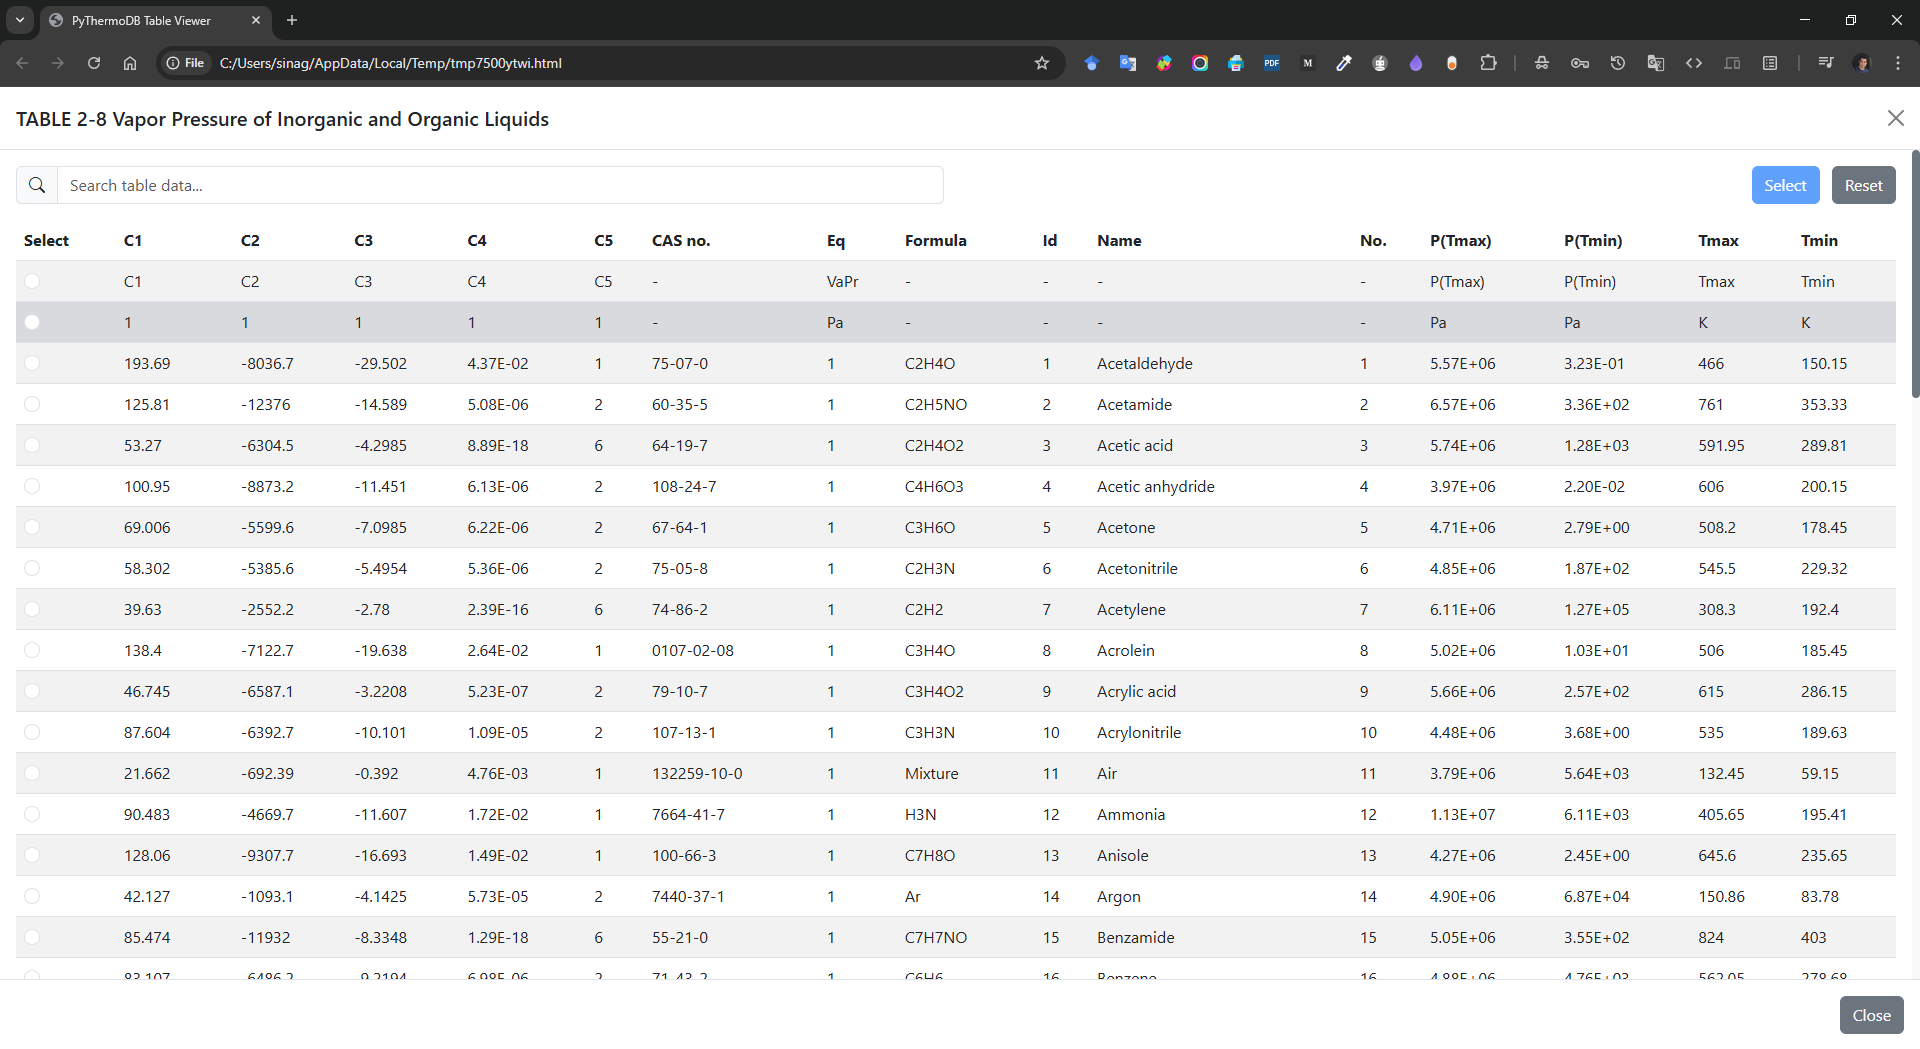 PyThermoDB Table Viewer
File C:/Users/sinag/AppData/Local/Temp/tmp7500ytwi.html
PDF M
TABLE 2-8 Vapor Pressure of Inorganic and Organic Liquids
Search table data... Select Reset
Select C1 C2 C3 C4 C5 CAS no. Eq Formula Id Name No. P(Tmax) P(Tmin) Tmax Tmin
C1 C2 C3 C4 C5 - VaPr - - - - P(Tmax) P(Tmin) Tmax Tmin
1 1 1 1 1 - Pa - - - - Pa Pa K K
193.69 -8036.7 -29.502 4.37E-02 1 75-07-0 1 C2H4O 1 Acetaldehyde 1 5.57E+06 3.23E-01 466 150.15
125.81 -12376 -14.589 5.08E-06 2 60-35-5 1 C2H5NO 2 Acetamide 2 6.57E+06 3.36E+02 761 353.33
53.27 -6304.5 -4.2985 8.89E-18 6 64-19-7 1 C2H4O2 3 Acetic acid 3 5.74E+06 1.28E+03 591.95 289.81
100.95 -8873.2 -11.451 6.13E-06 2 108-24-7 1 C4H6O3 4 Acetic anhydride 4 3.97E+06 2.20E-02 606 200.15
69.006 -5599.6 -7.0985 6.22E-06 2 67-64-1 1 C3H6O 5 Acetone 5 4.71E+06 2.79E+00 508.2 178.45
58.302 -5385.6 -5.4954 5.36E-06 2 75-05-8 1 C2H3N 6 Acetonitrile 6 4.85E+06 1.87E+02 545.5 229.32
39.63 -2552.2 -2.78 2.39E-16 6 74-86-2 1 C2H2 7 Acetylene 7 6.11E+06 1.27E+05 308.3 192.4
138.4 -7122.7 -19.638 2.64E-02 1 0107-02-08 1 C3H4O 8 Acrolein 8 5.02E+06 1.03E+01 506 185.45
46.745 -6587.1 -3.2208 5.23E-07 2 79-10-7 1 C3H4O2 9 Acrylic acid 9 5.66E+06 2.57E+02 615 286.15
87.604 -6392.7 -10.101 1.09E-05 2 107-13-1 1 C3H3N 10 Acrylonitrile 10 4.48E+06 3.68E+00 535 189.63
21.662 -692.39 -0.392 4.76E-03 1 132259-10-0 1 Mixture 11 Air 11 3.79E+06 5.64E+03 132.45 59.15
90.483 -4669.7 -11.607 1.72E-02 1 7664-41-7 1 H3N 12 Ammonia 12 1.13E+07 6.11E+03 405.65 195.41
128.06 -9307.7 -16.693 1.49E-02 1 100-66-3 1 C7H8O 13 Anisole 13 4.27E+06 2.45E+00 645.6 235.65
42.127 -1093.1 -4.1425 5.73E-05 2 7440-37-1 1 Ar 14 Argon 14 4.90E+06 6.87E+04 150.86 83.78
85.474 -11932 -8.3348 1.29E-18 6 55-21-0 1 C7H7NO 15 Benzamide 15 5.05E+06 3.55E+02 824 403
83.107 -6486.2 -9.2194 6.98E-06 2 71-43-2 1 C6H6 16 Benzene 16 4.88E+06 4.76E+03 562.05 278.68
Close